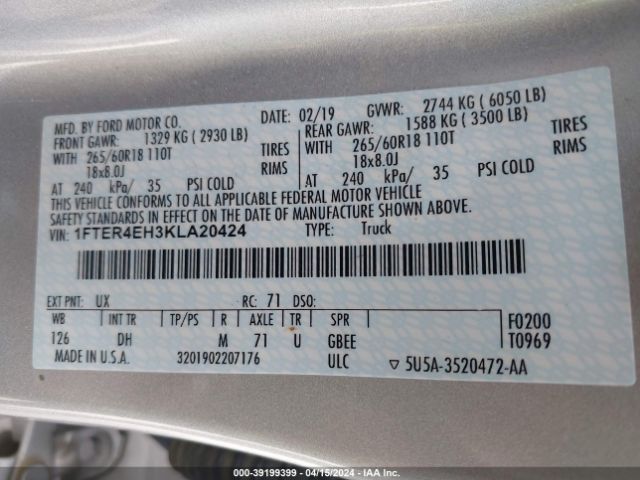 MFD. BY FORD MOTOR CO. DATE: 02/19 GVWR: 2744 KG ( 6050 LB)
FRONT GAWR: 1329 KG ( 2930 LB) REAR GAWR: 1588 KG ( 3500 LB)
WITH 265/60R18 110T TIRES WITH 265/60R18 110T TIRES
18x8.0J RIMS 18x8.0J RIMS
AT 240 kPa/ 35 PSI COLD AT 240 kPa/ 35 PSI COLD
THIS VEHICLE CONFORMS TO ALL APPLICABLE FEDERAL MOTOR VEHICLE
SAFETY STANDARDS IN EFFECT ON THE DATE OF MANUFACTURE SHOWN ABOVE.
VIN: 1FTER4EH3KLA20424 TYPE: Truck
EXT PNT: UX RC: 71 DSO:
WB INT TR TP/PS R AXLE TR SPR F0200
126 DH M 71 U GBEE T0969
MADE IN U.S.A. 3201902207176 ULC ▽ 5U5A-3520472-AA
000-39199399 - 04/15/2024 - IAA Inc.